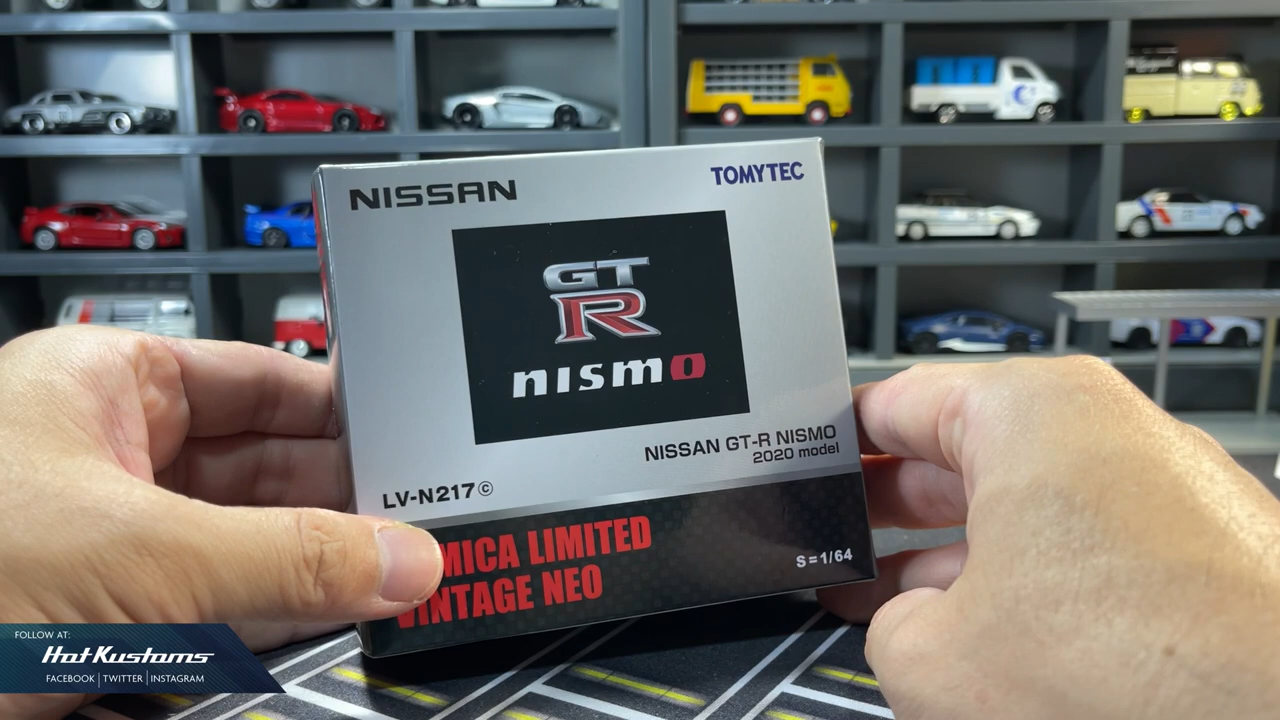 NISSAN
TOMYTEC
GT
R
nismo
NISSAN GT-R NISMO
2020 model
LV-N217©
MICA LIMITED
VINTAGE NEO
S=1/64
FOLLOW AT:
HotKustoms
FACEBOOK | TWITTER | INSTAGRAM